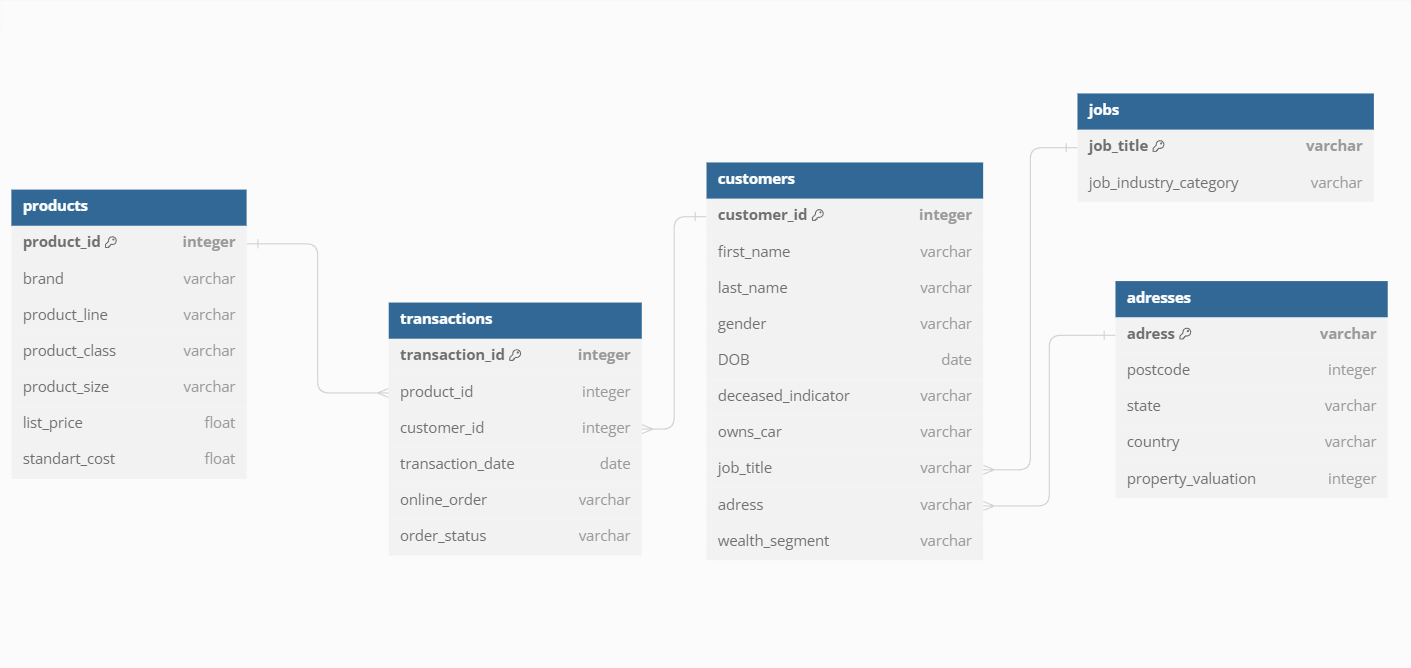 products
product_id integer
brand varchar
product_line varchar
product_class varchar
product_size varchar
list_price float
standart_cost float
transactions
transaction_id integer
product_id integer
customer_id integer
transaction_date date
online_order varchar
order_status varchar
customers
customer_id integer
first_name varchar
last_name varchar
gender varchar
DOB date
deceased_indicator varchar
owns_car varchar
job_title varchar
adress varchar
wealth_segment varchar
jobs
job_title varchar
job_industry_category varchar
adresses
adress varchar
postcode integer
state varchar
country varchar
property_valuation integer